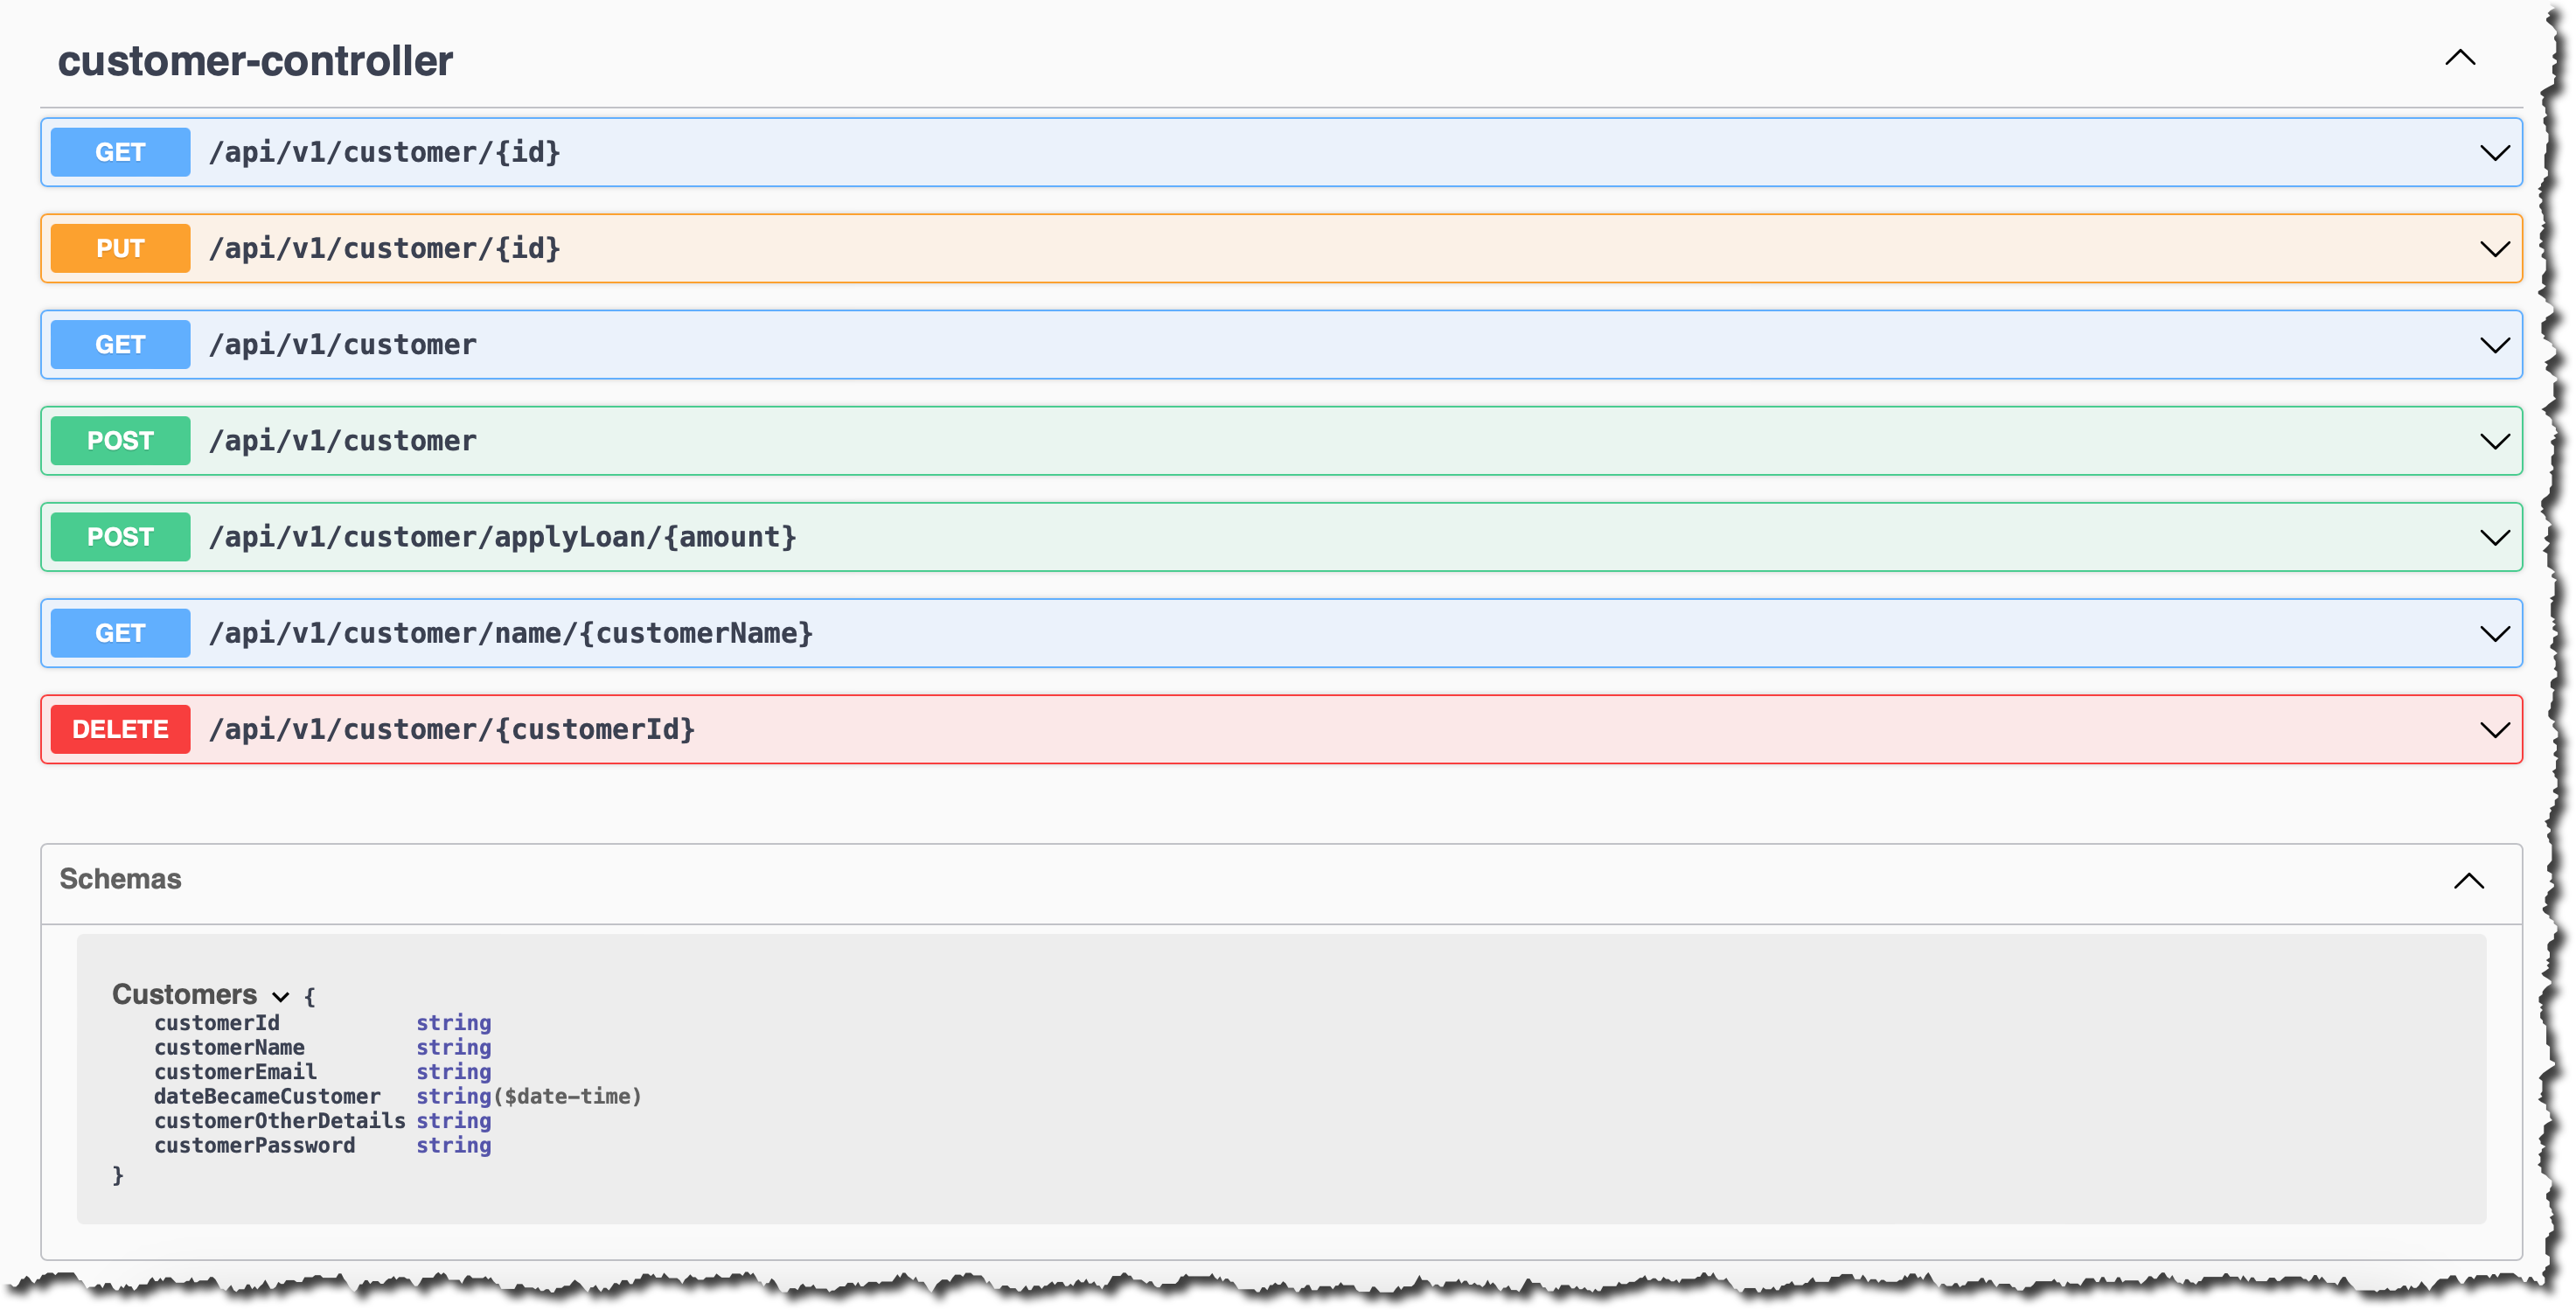 customer-controller
GET /api/v1/customer/{id}
PUT /api/v1/customer/{id}
GET /api/v1/customer
POST /api/v1/customer
POST /api/v1/customer/applyLoan/{amount}
GET /api/v1/customer/name/{customerName}
DELETE /api/v1/customer/{customerId}
Schemas
Customers {
customerId string
customerName string
customerEmail string
dateBecameCustomer string($date-time)
customerOtherDetails string
customerPassword string
}